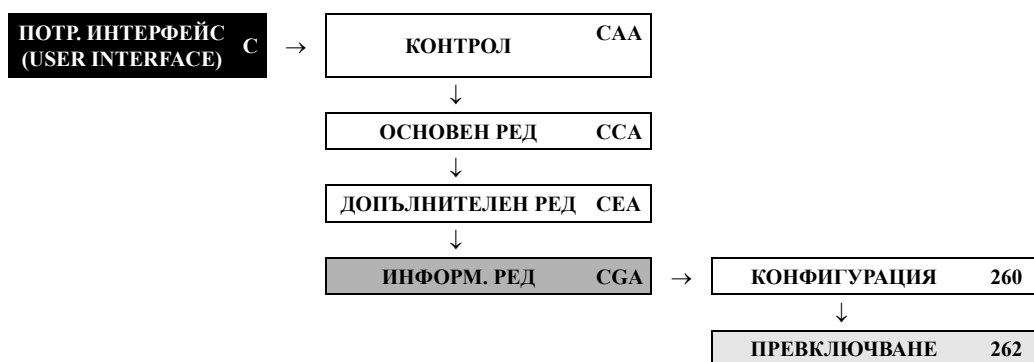 ПОТР. ИНТЕРФЕЙС
(USER INTERFACE) C → КОНТРОЛ CAA
↓
ОСНОВЕН РЕД CCA
↓
ДОПЪЛНИТЕЛЕН РЕД CEA
↓
ИНФОРМ. РЕД CGA → КОНФИГУРАЦИЯ 260
↓
ПРЕВКЛЮЧВАНЕ 262